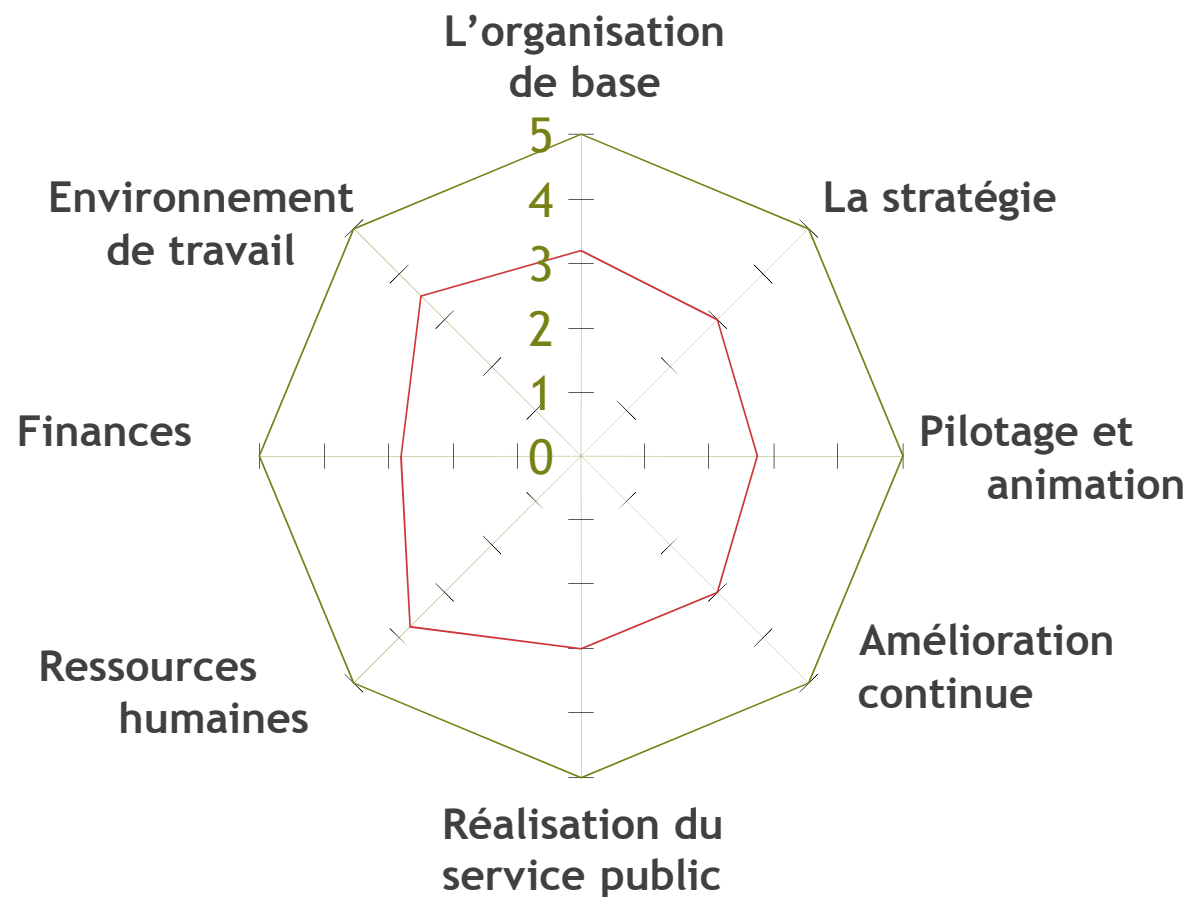 L’organisation
de base
5
4
3
2
1
0
La stratégie
Pilotage et
animation
Amélioration
continue
Réalisation du
service public
Ressources
humaines
Finances
Environnement
de travail